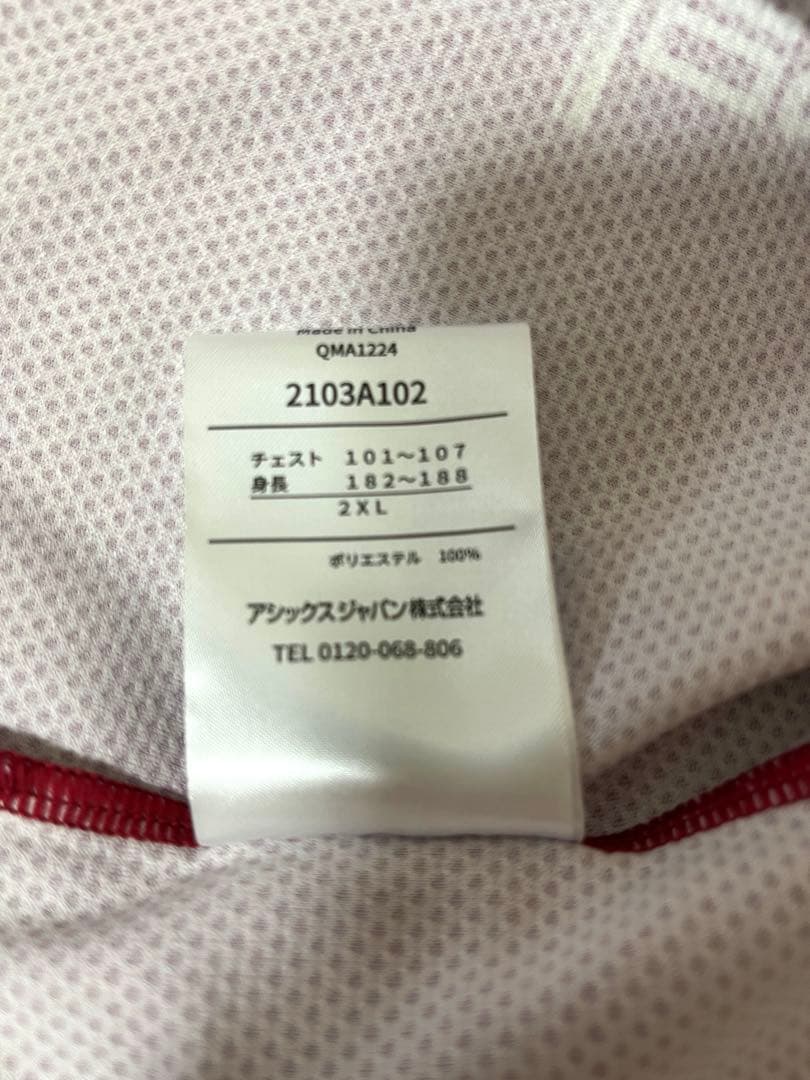 Made in China
QMA1224
2103A102
チェスト 101〜107
身長 182〜188
2XL
ポリエステル 100%
アシックスジャパン株式会社
TEL 0120-068-806